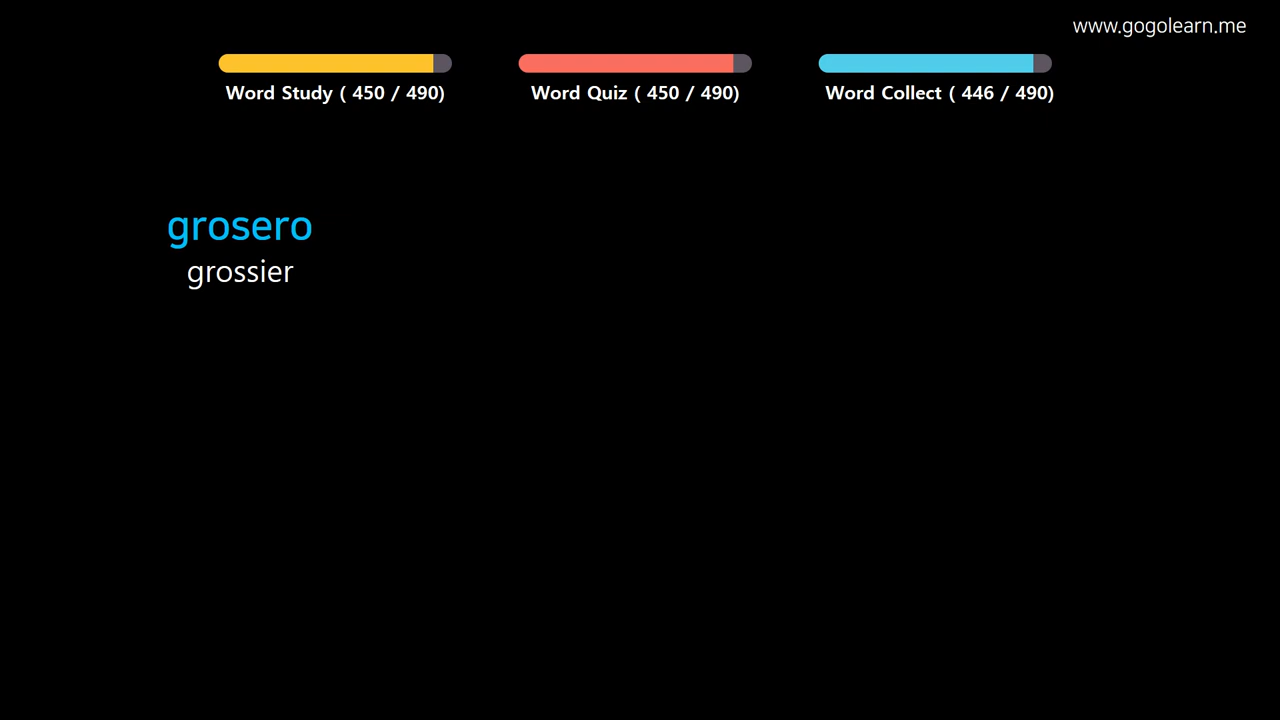 www.gogolearn.me
Word Study ( 450 / 490)
Word Quiz ( 450 / 490)
Word Collect ( 446 / 490)
grosero
grossier